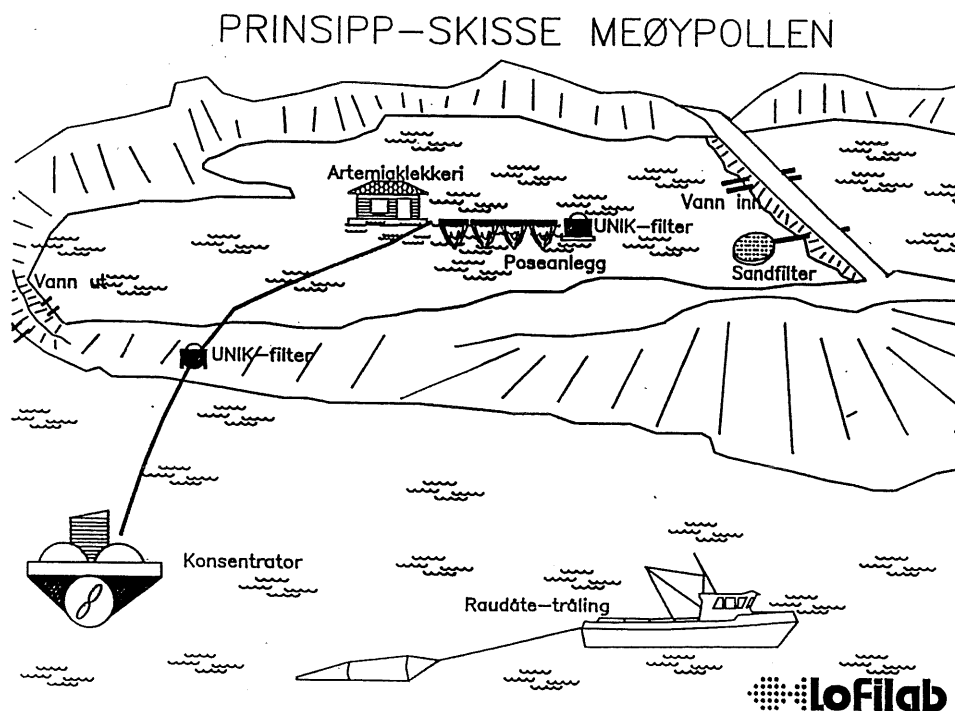 PRINSIPP-SKISSE MEØYPOLLEN
Artemiaklekkeri
Vann inn
UNIK-filter
Poseanlegg
Sandfilter
Vann ut
UNIK-filter
Konsentrator
Raudåte-tråling
LoFilab